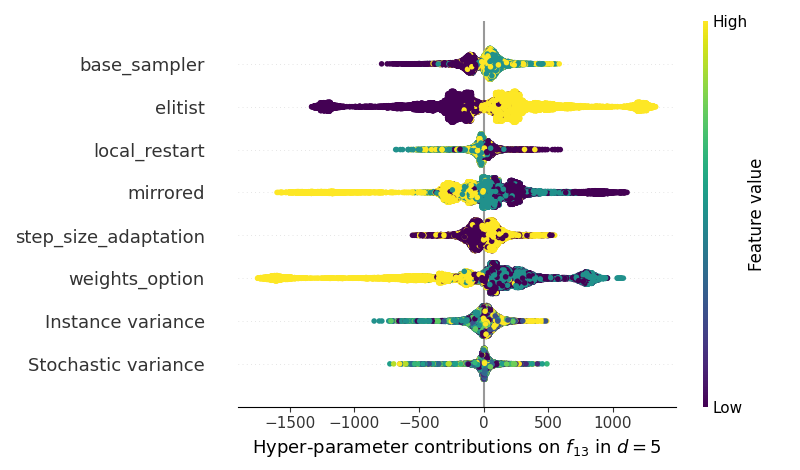 High
base_sampler
elitist
local_restart
mirrored
step_size_adaptation
weights_option
Instance variance
Stochastic variance
Feature value
Low
−1500 −1000 −500 0 500 1000
Hyper-parameter contributions on f13 in d = 5